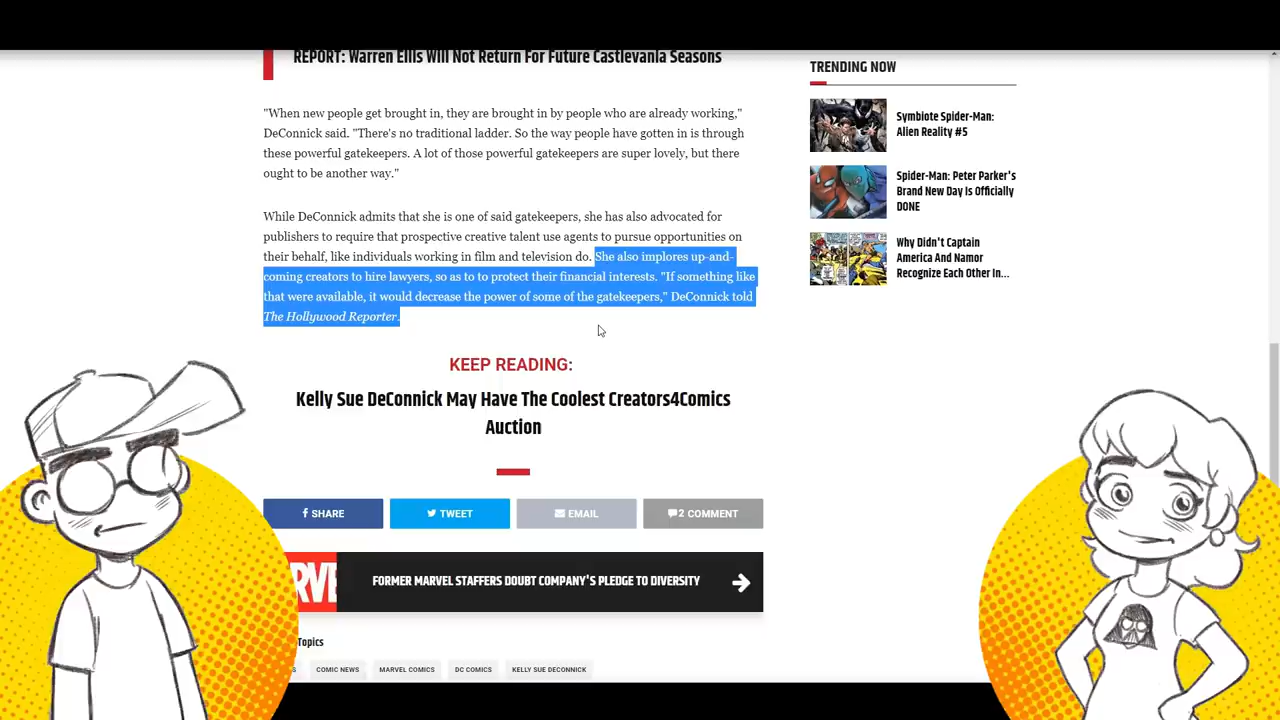 REPORT: Warren Ellis Will Not Return For Future Castlevania Seasons
"When new people get brought in, they are brought in by people who are already working,"
DeConnick said. "There's no traditional ladder. So the way people have gotten in is through
these powerful gatekeepers. A lot of those powerful gatekeepers are super lovely, but there
ought to be another way."
While DeConnick admits that she is one of said gatekeepers, she has also advocated for
publishers to require that prospective creative talent use agents to pursue opportunities on
their behalf, like individuals working in film and television do. She also implores up-and-
coming creators to hire lawyers, so as to to protect their financial interests. "If something like
that were available, it would decrease the power of some of the gatekeepers," DeConnick told
The Hollywood Reporter.
KEEP READING:
Kelly Sue DeConnick May Have The Coolest Creators4Comics
Auction
SHARE
TWEET
EMAIL
2 COMMENT
FORMER MARVEL STAFFERS DOUBT COMPANY'S PLEDGE TO DIVERSITY
Topics
COMIC NEWS
MARVEL COMICS
DC COMICS
KELLY SUE DECONNICK
TRENDING NOW
Symbiote Spider-Man:
Alien Reality #5
Spider-Man: Peter Parker's
Brand New Day Is Officially
DONE
Why Didn't Captain
America And Namor
Recognize Each Other In...